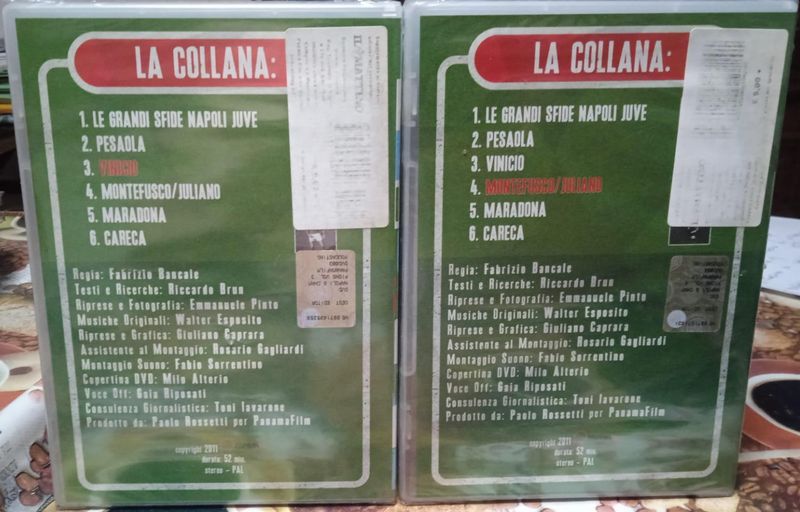 LA COLLANA:
IL MATTINO
1. LE GRANDI SFIDE NAPOLI JUVE
2. PESAOLA
3. VINICIO
4. MONTEFUSCO/JULIANO
5. MARADONA
6. CARECA
Regia: Fabrizio Bancale
Testi e Ricerche: Riccardo Brun
Riprese e Fotografia: Emmanuele Pinto
Musiche Originali: Walter Esposito
Riprese e Grafica: Giuliano Caprara
Assistente al Montaggio: Rosario Gagliardi
Montaggio Suono: Fabio Sorrentino
Copertina DVD: Milo Alterio
Voce Off: Gaia Riposati
Consulenza Giornalistica: Toni Iavarone
Prodotto da: Paolo Rossetti per PanamaFilm
copyright 2011
durata: 52 min.
stereo - PAL
LA COLLANA:
1. LE GRANDI SFIDE NAPOLI JUVE
2. PESAOLA
3. VINICIO
4. MONTEFUSCO/JULIANO
5. MARADONA
6. CARECA
Regia: Fabrizio Bancale
Testi e Ricerche: Riccardo Brun
Riprese e Fotografia: Emmanuele Pinto
Musiche Originali: Walter Esposito
Riprese e Grafica: Giuliano Caprara
Assistente al Montaggio: Rosario Gagliardi
Montaggio Suono: Fabio Sorrentino
Copertina DVD: Milo Alterio
Voce Off: Gaia Riposati
Consulenza Giornalistica: Toni Iavarone
Prodotto da: Paolo Rossetti per PanamaFilm
copyright 2011
durata: 52 min.
stereo - PAL